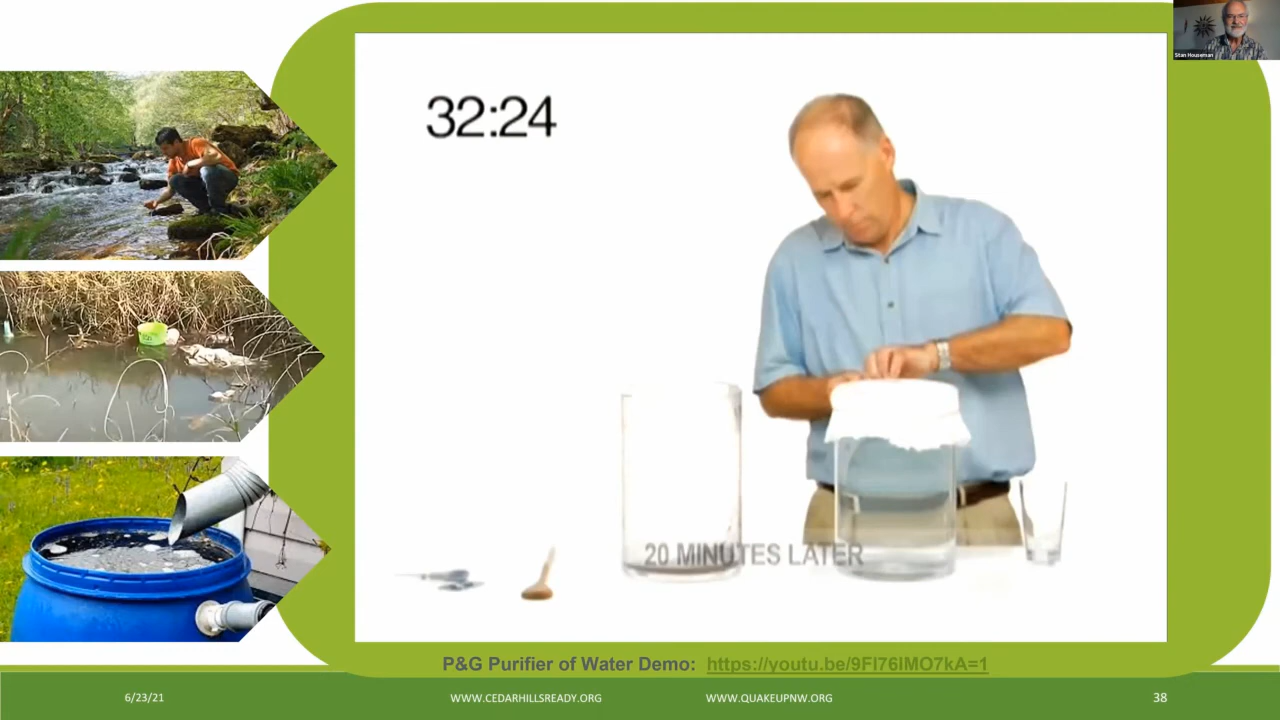 Stan Houseman
32:24
20 MINUTES LATER
P&G Purifier of Water Demo: https://youtu.be/9Fl76lMO7kA=1
6/23/21
WWW.CEDARHILLSREADY.ORG
WWW.QUAKEUPNW.ORG
38